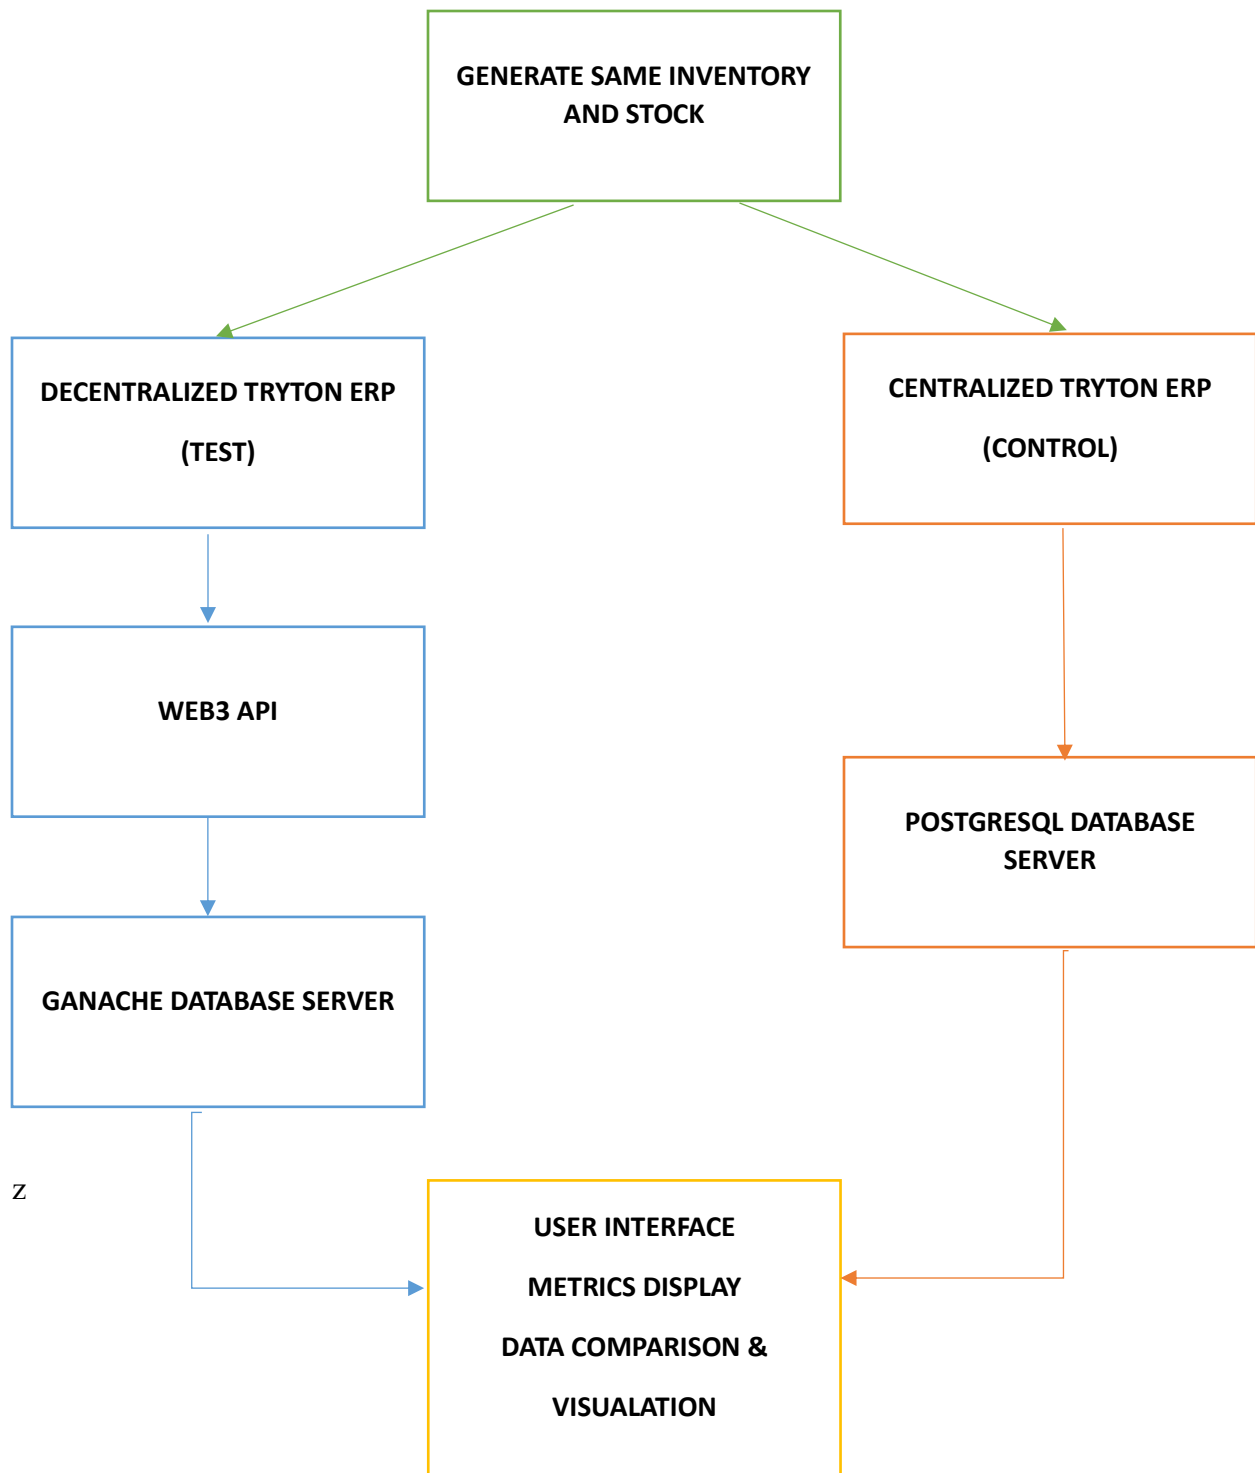 GENERATE SAME INVENTORY
AND STOCK
DECENTRALIZED TRYTON ERP
(TEST)
CENTRALIZED TRYTON ERP
(CONTROL)
WEB3 API
POSTGRESQL DATABASE
SERVER
GANACHE DATABASE SERVER
z
USER INTERFACE
METRICS DISPLAY
DATA COMPARISON &
VISUALATION